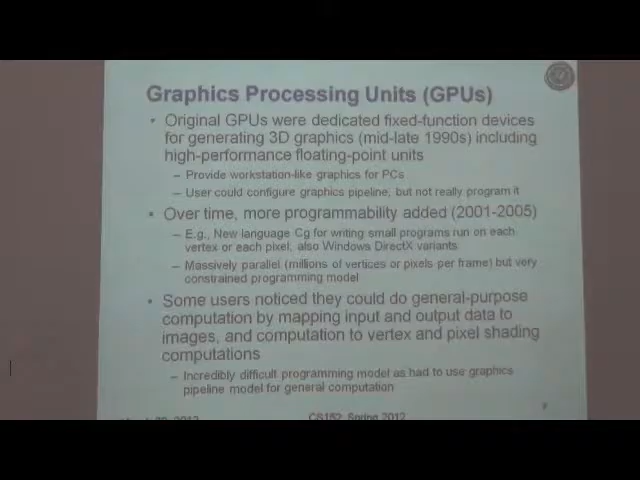 Graphics Processing Units (GPUs)
• Original GPUs were dedicated fixed-function devices
for generating 3D graphics (mid-late 1990s) including
high-performance floating-point units
– Provide workstation-like graphics for PCs
– User could configure graphics pipeline, but not really program it
• Over time, more programmability added (2001-2005)
– E.g., New language Cg for writing small programs run on each
vertex or each pixel, also Windows DirectX variants
– Massively parallel (millions of vertices or pixels per frame) but very
constrained programming model
• Some users noticed they could do general-purpose
computation by mapping input and output data to
images, and computation to vertex and pixel shading
computations
– Incredibly difficult programming model as had to use graphics
pipeline model for general computation
2012
CS152, Spring 2012